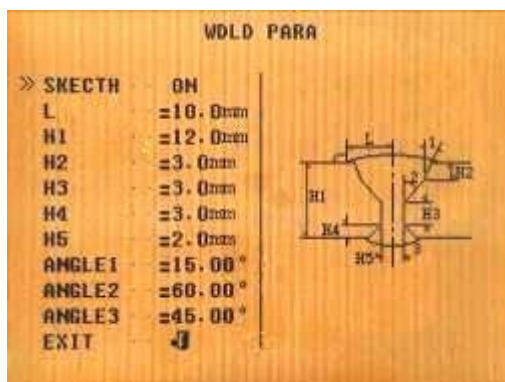 WDLD PARA
» SKECTH ON
L =10.0mm
H1 =12.0mm
H2 =3.0mm
H3 =3.0mm
H4 =3.0mm
H5 =2.0mm
ANGLE1 =15.00°
ANGLE2 =60.00°
ANGLE3 =45.00°
EXIT
L
1
H2
2
H1
H3
H4
H5
3